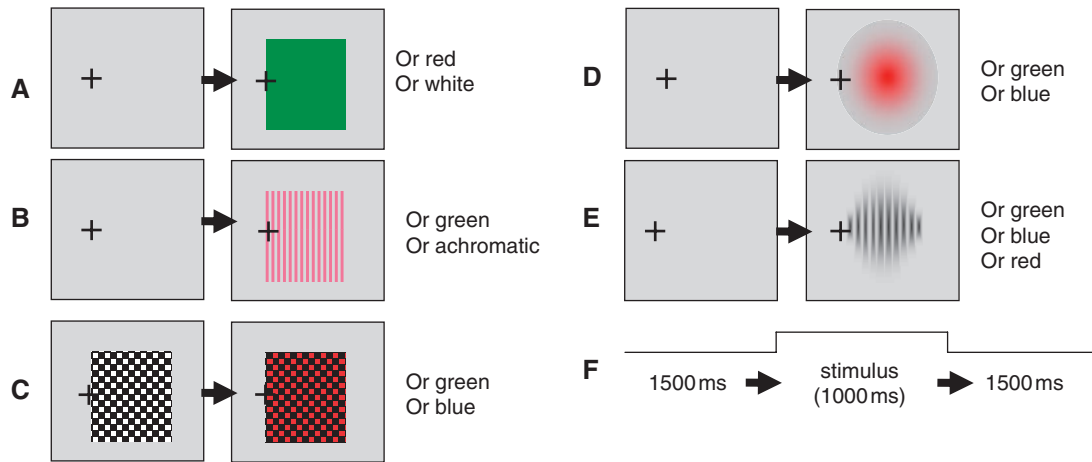 A
Or red
Or white
B
Or green
Or achromatic
C
Or green
Or blue
D
Or green
Or blue
E
Or green
Or blue
Or red
F
1500 ms
stimulus
(1000 ms)
1500 ms